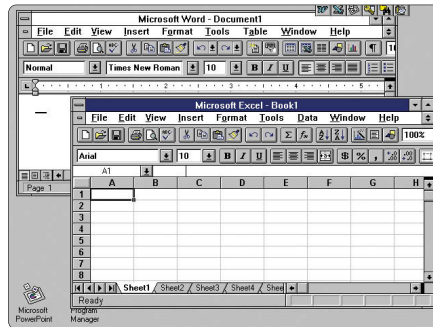 Microsoft Word - Document1
File Edit View Insert Format Tools Table Window Help
B I U
Normal Times New Roman 10 B I U
Microsoft Excel - Book1
File Edit View Insert Format Tools Data Window Help
100%
Arial 10 B I U $ % ,
A1
A B C D E F G H
1
2
3
4
5
6
7
8
Page 1
Sheet1 Sheet2 Sheet3 Sheet4 Shee
Ready
Microsoft PowerPoint
Program Manager